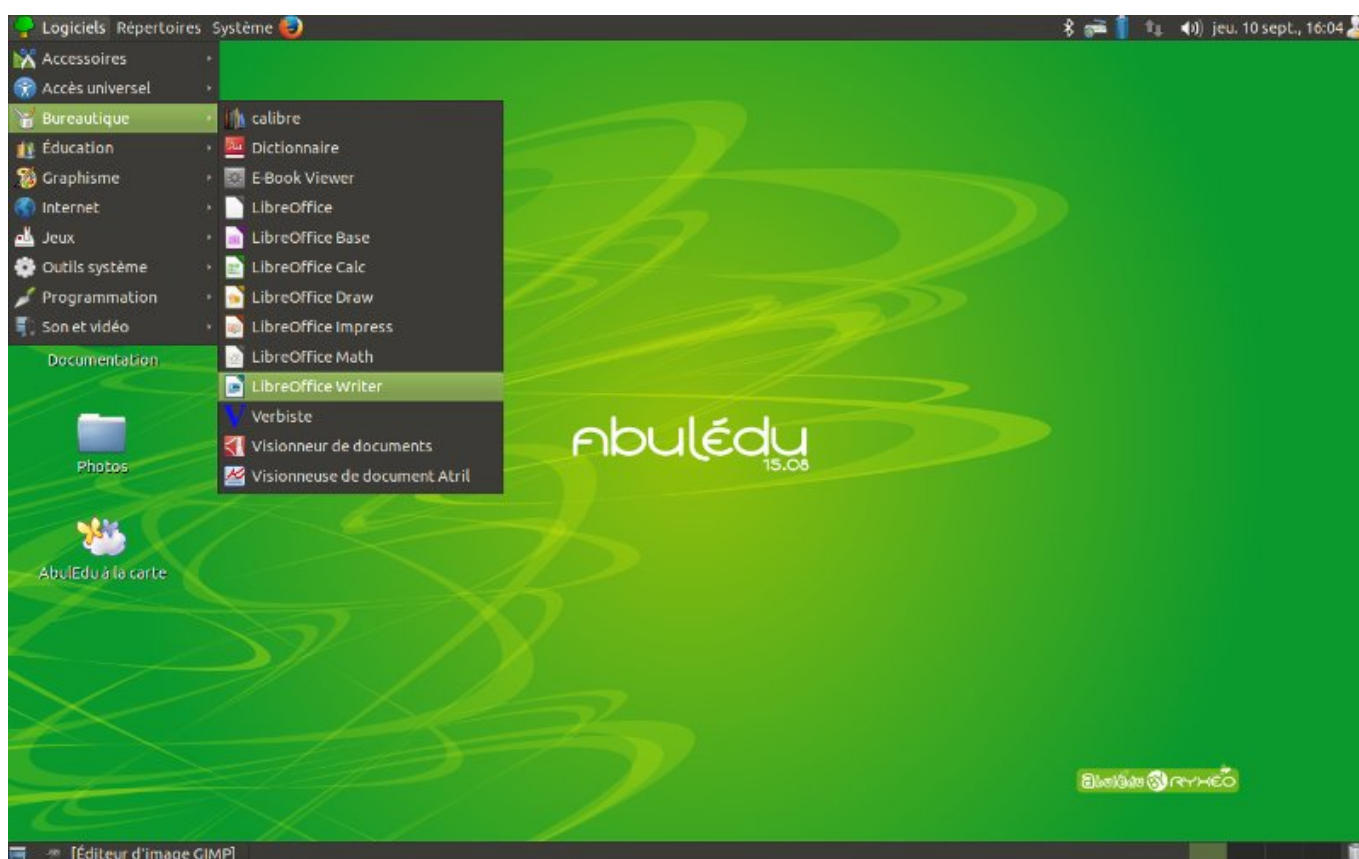 Logiciels Répertoires Système
jeu. 10 sept., 16:04
Accessoires
Accès universel
Bureautique
Éducation
Graphisme
Internet
Jeux
Outils système
Programmation
Son et vidéo
calibre
Dictionnaire
E-Book Viewer
LibreOffice
LibreOffice Base
LibreOffice Calc
LibreOffice Draw
LibreOffice Impress
LibreOffice Math
LibreOffice Writer
Verbiste
Visionneur de documents
Visionneuse de document Atril
Documentation
Photos
AbulEdu à la carte
Abulédu
15.08
AbulÉdu RYXEO
[Éditeur d'image GIMP]